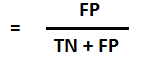 FP
=
TN + FP